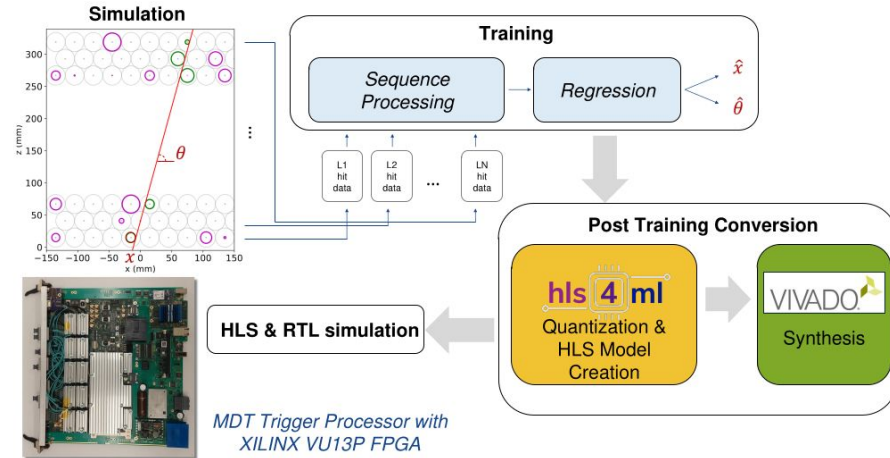 Simulation
300
250
200
150
100
50
0
z (mm)
−150
−100
−50
0
50
100
150
x (mm)
θ
x
...
Training
Sequence
Processing
Regression
x̂
θ̂
L1
hit
data
L2
hit
data
...
LN
hit
data
Post Training Conversion
hls 4 ml
Quantization &
HLS Model
Creation
VIVADO
Synthesis
HLS & RTL simulation
MDT Trigger Processor with
XILINX VU13P FPGA